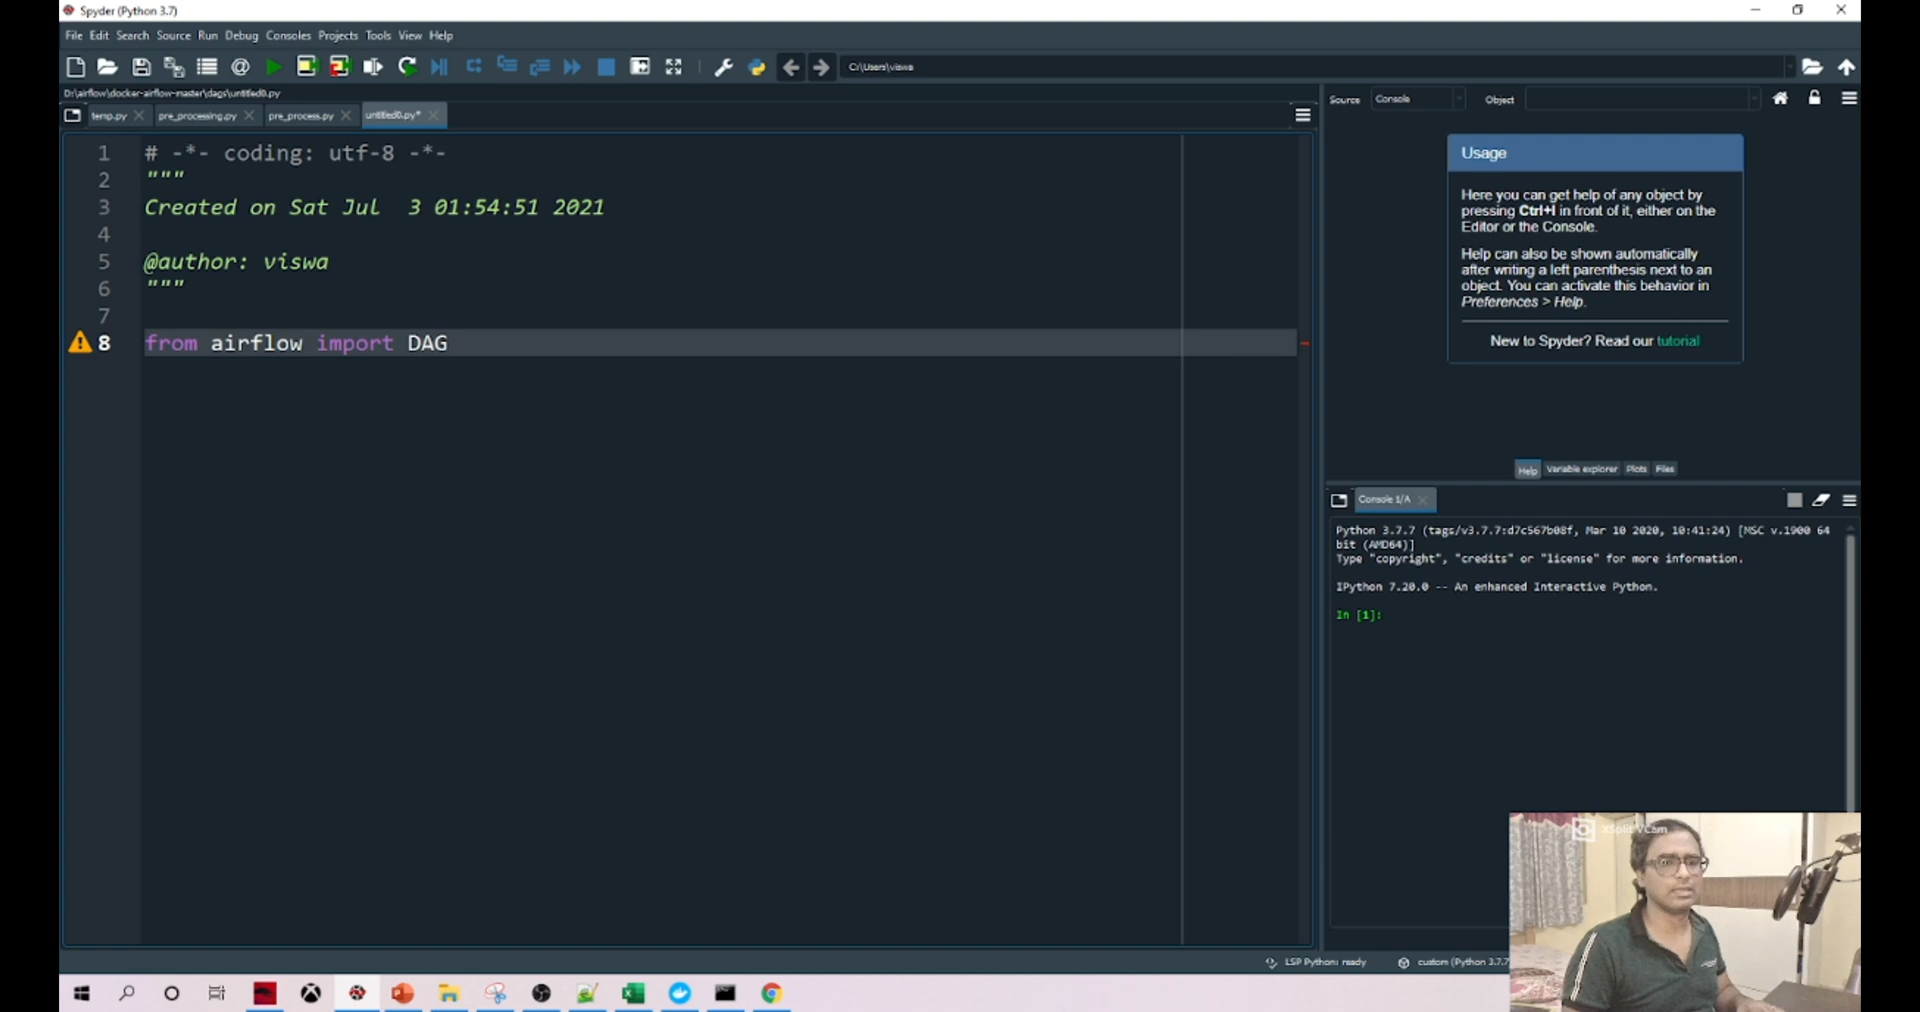 Spyder (Python 3.7)
File Edit Search Source Run Debug Consoles Projects Tools View Help
C:\Users\viswa
D:\airflow\docker-airflow-master\dags\untitled0.py
temp.py
pre_processing.py
pre_process.py
untitled0.py*
1 # -*- coding: utf-8 -*-
2 """
3 Created on Sat Jul  3 01:54:51 2021
4
5 @author: viswa
6 """
7
8 from airflow import DAG
Source Console Object
Usage
Here you can get help of any object by
pressing Ctrl+I in front of it, either on the
Editor or the Console.
Help can also be shown automatically
after writing a left parenthesis next to an
object. You can activate this behavior in
Preferences > Help.
New to Spyder? Read our tutorial
Help Variable explorer Plots Files
Console 1/A
Python 3.7.7 (tags/v3.7.7:d7c567b08f, Mar 10 2020, 10:41:24) [MSC v.1900 64
bit (AMD64)]
Type "copyright", "credits" or "license" for more information.
IPython 7.20.0 -- An enhanced Interactive Python.
In [1]:
XSplit VCam
LSP Python: ready
custom (Python 3.7.7